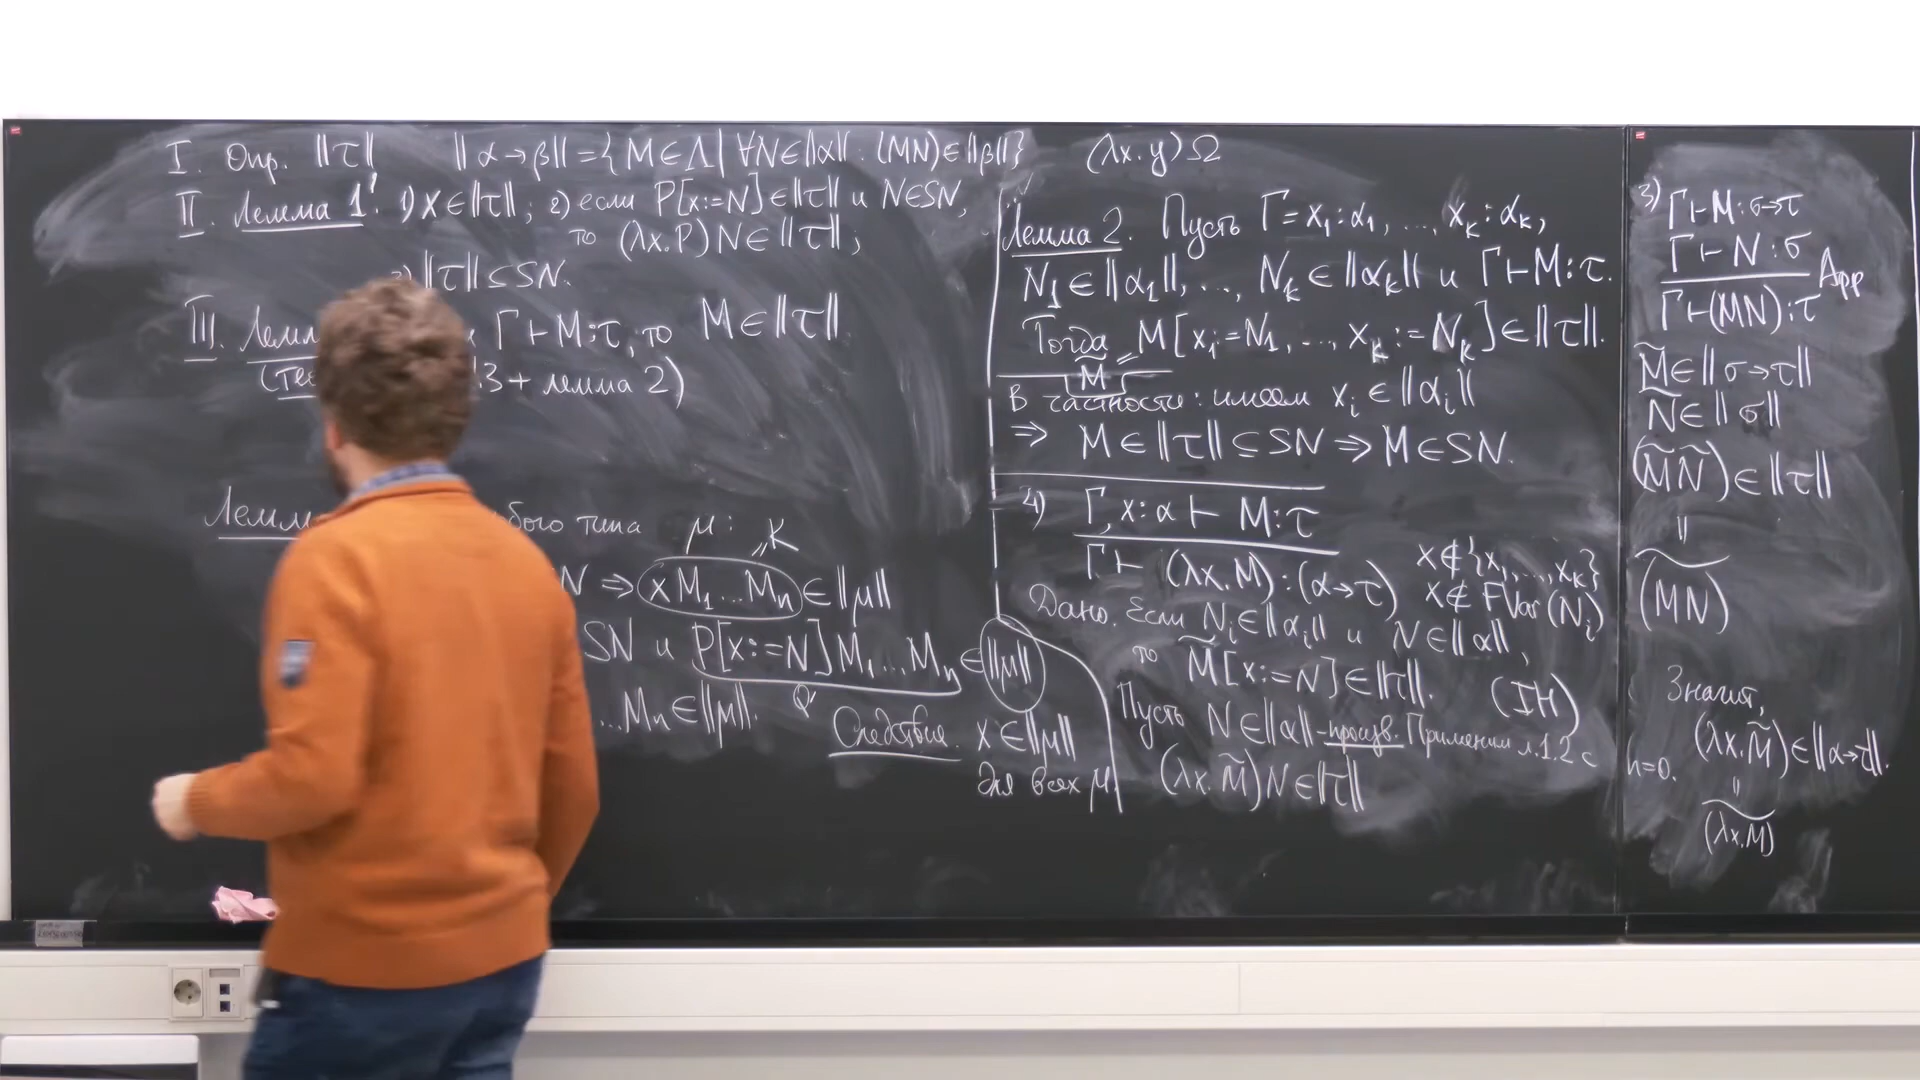 I. Опр. ||τ|| ||α→β|| = {M∈Λ | ∀N∈||α|| : (MN)∈||β||}
II. Лемма 1'. 1) x∈||τ||; 2) если P[x:=N]∈||τ|| и N∈SN,
то (λx.P)N∈||τ||;
||τ||⊆SN.
III. Лемм Γ⊢M:τ, то M∈||τ||.
3 + лемма 2)
Лемм типа μ:
K
N ⇒ xM₁...Mₙ∈||μ||
SN и P[x:=N]M₁...Mₙ∈||μ||
...Mₙ∈||μ||.
Следствие. x∈||μ||
для всех μ.
(λx.y)Ω
Лемма 2. Пусть Γ=x₁:α₁, ..., xₖ:αₖ,
N₁∈||α₁||, ..., Nₖ∈||αₖ|| и Γ⊢M:τ.
Тогда M[x₁:=N₁, ..., xₖ:=Nₖ]∈||τ||.
M̃
В частности: имеем xᵢ∈||αᵢ||
⇒ M∈||τ||⊆SN ⇒ M∈SN.
4) Γ, x:α ⊢ M:τ
Γ⊢ (λx.M):(α→τ)
x∉{x₁,...,xₖ}
x∉FVar(Nᵢ)
Дано. Если Nᵢ∈||αᵢ|| и N∈||α||,
то M̃[x:=N]∈||τ||. (IH)
Пусть N∈||α||-произв. Применим л.1.2 с
n=0.
(λx.M̃)N∈||τ||
3) Γ⊢M:σ→τ
Γ⊢N:σ
App
Γ⊢(MN):τ
M̃∈||σ→τ||
Ñ∈||σ||
(M̃Ñ)∈||τ||
=
(MN)
Значит,
(λx.M̃)∈||α→τ||.
=
(λx.M)